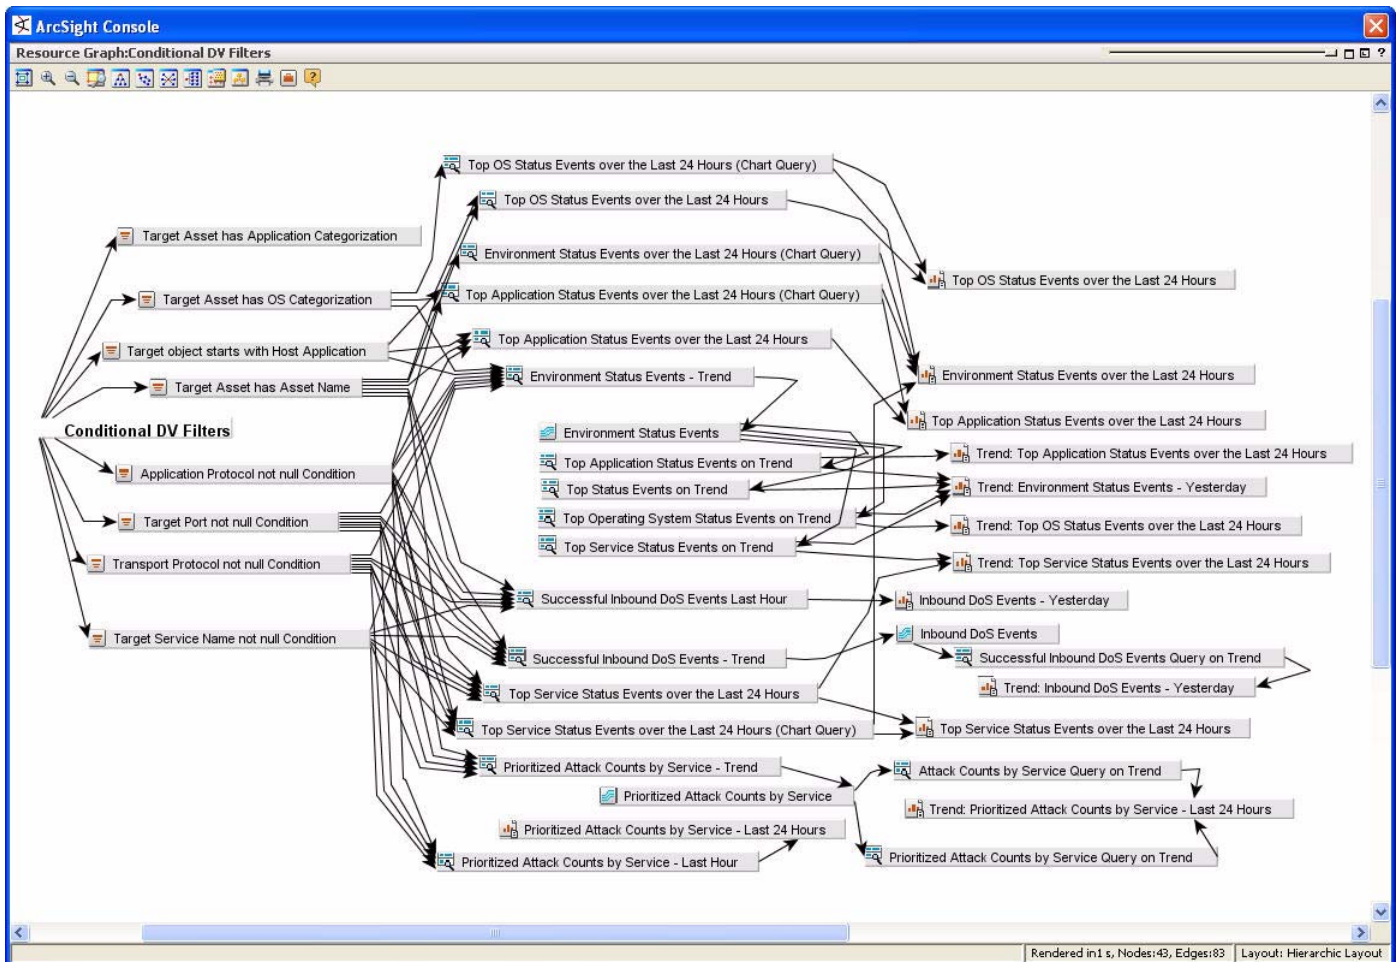 ArcSight Console
Resource Graph:Conditional DV Filters
Top OS Status Events over the Last 24 Hours (Chart Query)
Top OS Status Events over the Last 24 Hours
Target Asset has Application Categorization
Environment Status Events over the Last 24 Hours (Chart Query)
Top OS Status Events over the Last 24 Hours
Target Asset has OS Categorization
Top Application Status Events over the Last 24 Hours (Chart Query)
Top Application Status Events over the Last 24 Hours
Target object starts with Host Application
Environment Status Events - Trend
Environment Status Events over the Last 24 Hours
Target Asset has Asset Name
Top Application Status Events over the Last 24 Hours
Conditional DV Filters
Environment Status Events
Trend: Top Application Status Events over the Last 24 Hours
Top Application Status Events on Trend
Application Protocol not null Condition
Trend: Environment Status Events - Yesterday
Top Status Events on Trend
Target Port not null Condition
Top Operating System Status Events on Trend
Trend: Top OS Status Events over the Last 24 Hours
Top Service Status Events on Trend
Transport Protocol not null Condition
Trend: Top Service Status Events over the Last 24 Hours
Successful Inbound DoS Events Last Hour
Inbound DoS Events - Yesterday
Target Service Name not null Condition
Inbound DoS Events
Successful Inbound DoS Events - Trend
Successful Inbound DoS Events Query on Trend
Top Service Status Events over the Last 24 Hours
Trend: Inbound DoS Events - Yesterday
Top Service Status Events over the Last 24 Hours (Chart Query)
Top Service Status Events over the Last 24 Hours
Prioritized Attack Counts by Service - Trend
Attack Counts by Service Query on Trend
Prioritized Attack Counts by Service
Trend: Prioritized Attack Counts by Service - Last 24 Hours
Prioritized Attack Counts by Service - Last 24 Hours
Prioritized Attack Counts by Service - Last Hour
Prioritized Attack Counts by Service Query on Trend
Rendered in1 s, Nodes:43, Edges:83
Layout: Hierarchic Layout